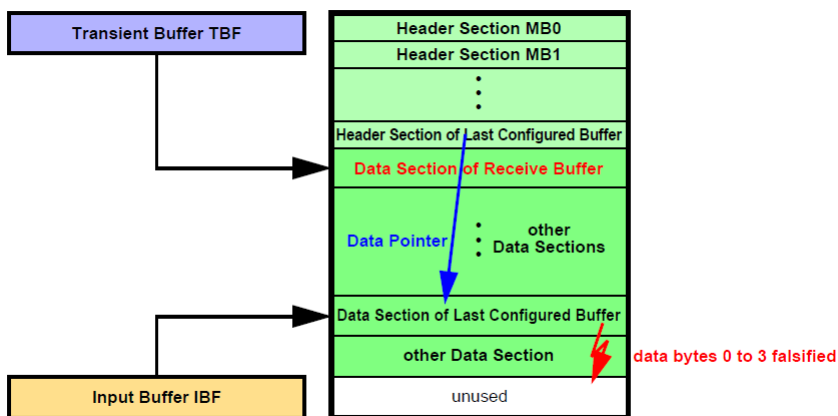 Transient Buffer TBF
Header Section MB0
Header Section MB1
Header Section of Last Configured Buffer
Data Section of Receive Buffer
Data Pointer
other
Data Sections
Data Section of Last Configured Buffer
other Data Section
data bytes 0 to 3 falsified
Input Buffer IBF
unused